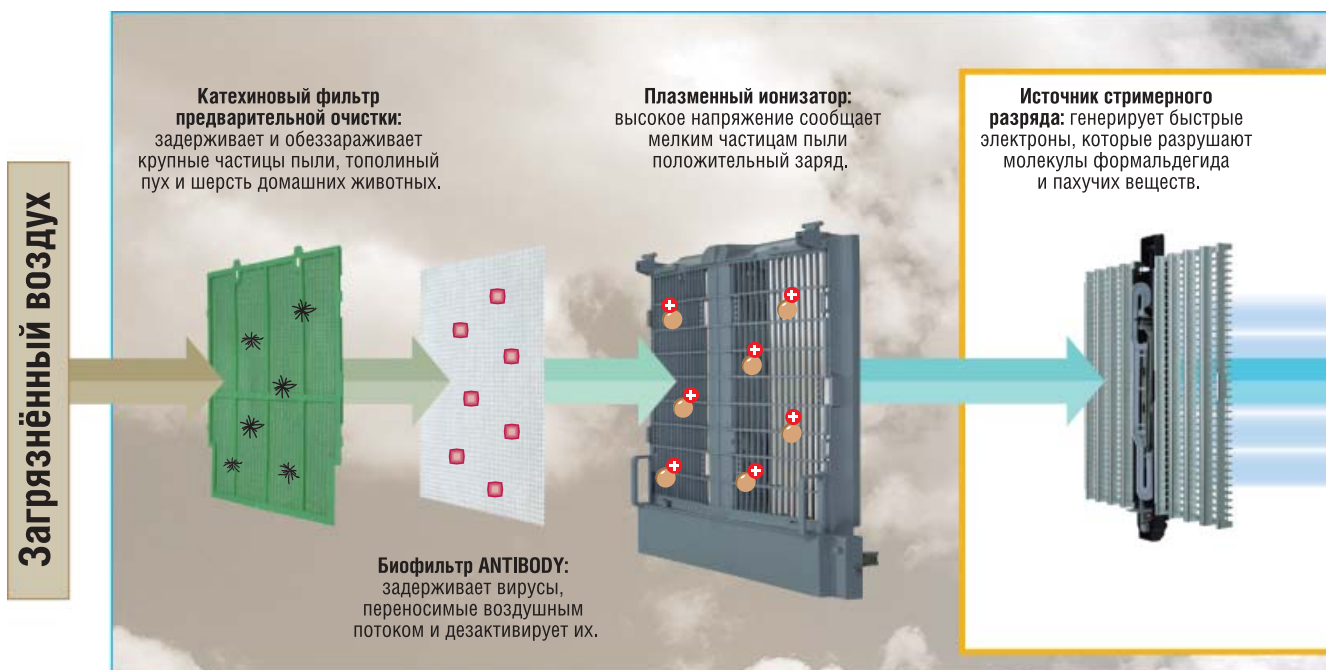 Загрязнённый воздух
Катехиновый фильтр
предварительной очистки:
задерживает и обеззараживает
крупные частицы пыли, тополиный
пух и шерсть домашних животных.
Биофильтр ANTIBODY:
задерживает вирусы,
переносимые воздушным
потоком и дезактивирует их.
Плазменный ионизатор:
высокое напряжение сообщает
мелким частицам пыли
положительный заряд.
Источник стримерного
разряда: генерирует быстрые
электроны, которые разрушают
молекулы формальдегида
и пахучих веществ.